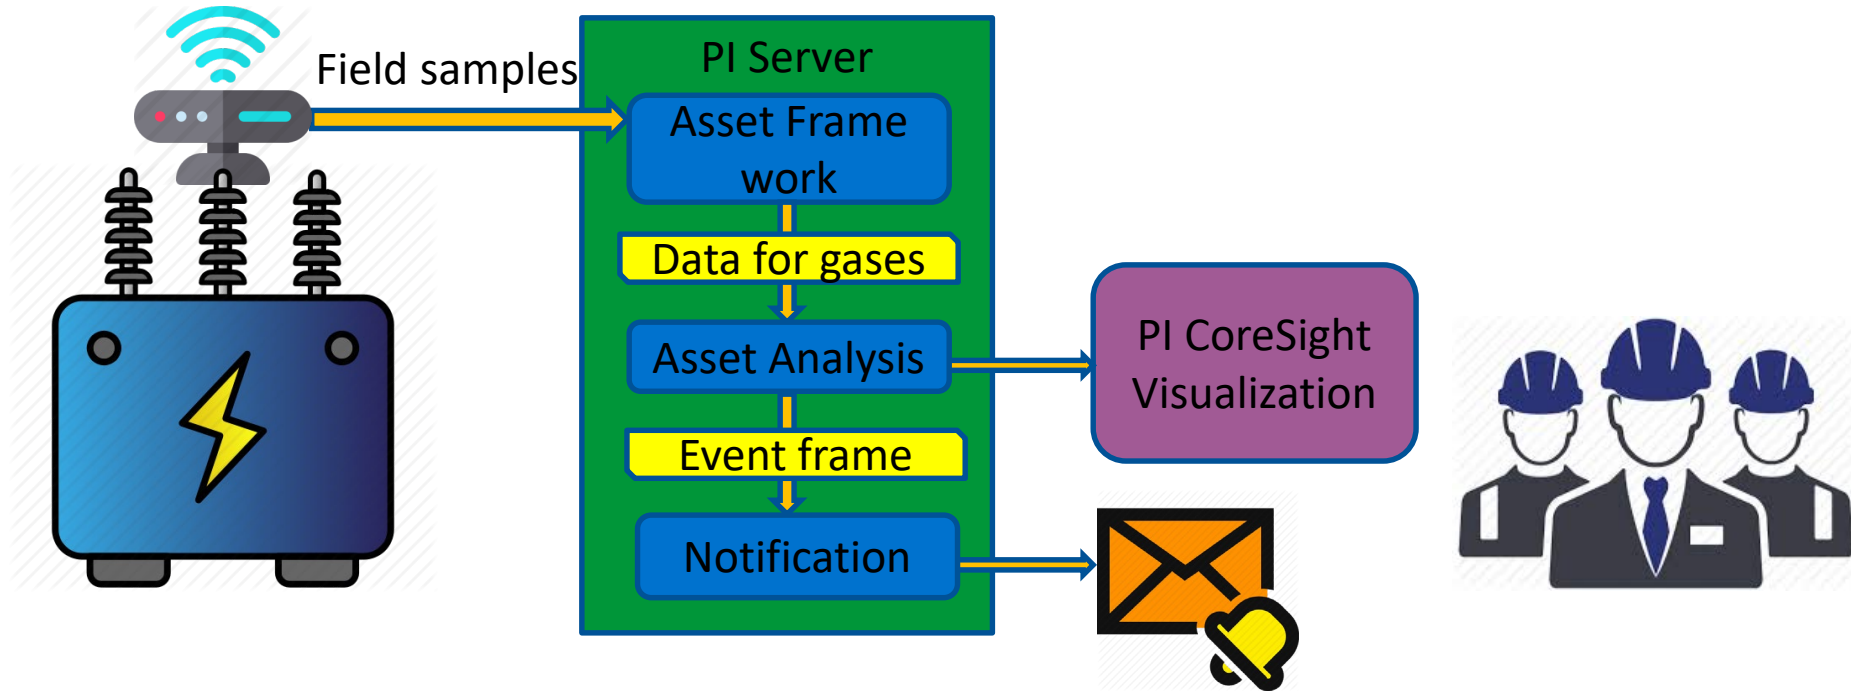 Field samples
PI Server
Asset Frame
work
Data for gases
Asset Analysis
Event frame
Notification
PI CoreSight
Visualization